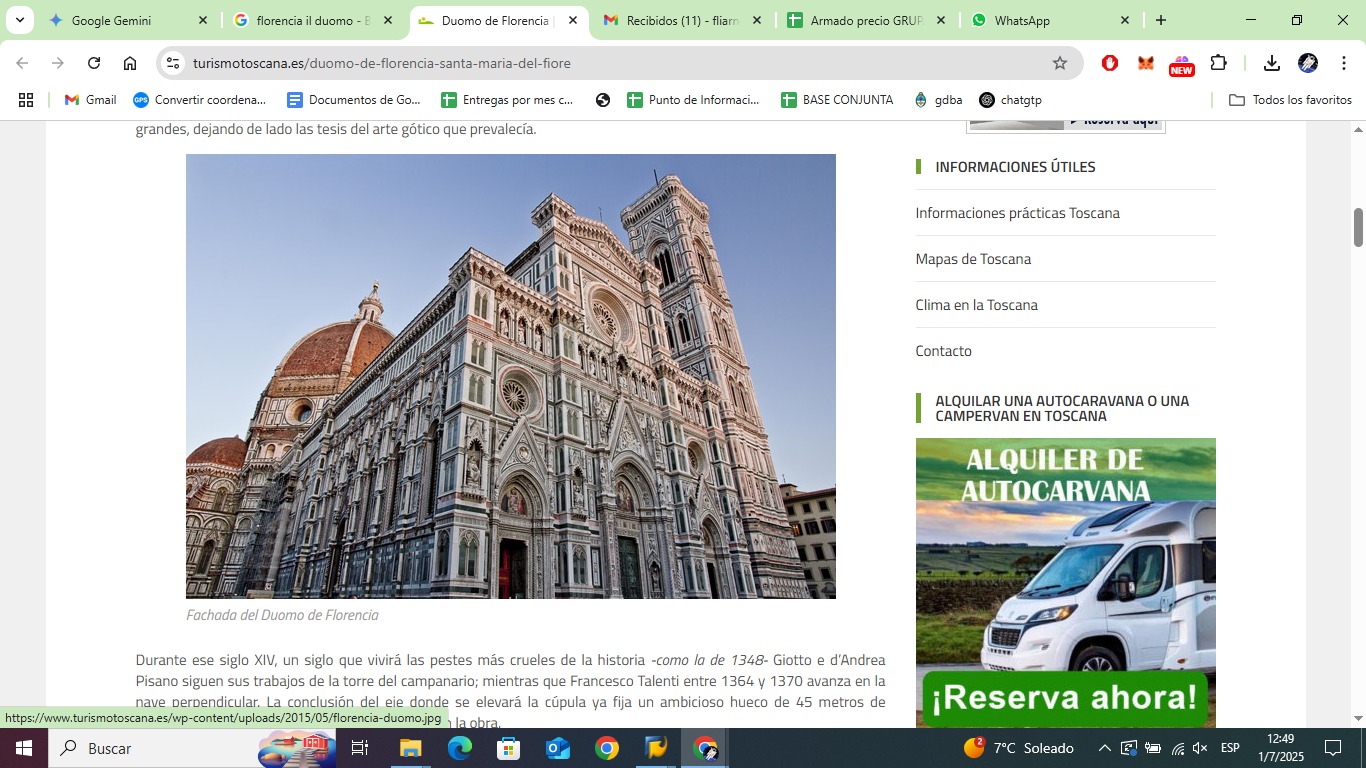 Google Gemini
florencia il duomo - B
Duomo de Florencia |
Recibidos (11) - fliarn
Armado precio GRUP
WhatsApp
turismotoscana.es/duomo-de-florencia-santa-maria-del-fiore
NEW
Gmail
GPS
Convertir coordena...
Documentos de Go...
Entregas por mes c...
Punto de Informaci...
BASE CONJUNTA
gdba
chatgtp
Todos los favoritos
grandes, dejando de lado las tesis del arte gótico que prevalecía.
Reserva aquí
INFORMACIONES ÚTILES
Informaciones prácticas Toscana
Mapas de Toscana
Clima en la Toscana
Contacto
ALQUILAR UNA AUTOCARAVANA O UNA
CAMPERVAN EN TOSCANA
ALQUILER DE
AUTOCARVANA
¡Reserva ahora!
Fachada del Duomo de Florencia
Durante ese siglo XIV, un siglo que vivirá las pestes más crueles de la historia -como la de 1348- Giotto e d'Andrea
Pisano siguen sus trabajos de la torre del campanario; mientras que Francesco Talenti entre 1364 y 1370 avanza en la
nave perpendicular. La conclusión del eje donde se elevará la cúpula ya fija un ambicioso hueco de 45 metros de
n la obra.
https://www.turismotoscana.es/wp-content/uploads/2015/05/florencia-duomo.jpg
Buscar
2
7°C Soleado
ESP
12:49
1/7/2025